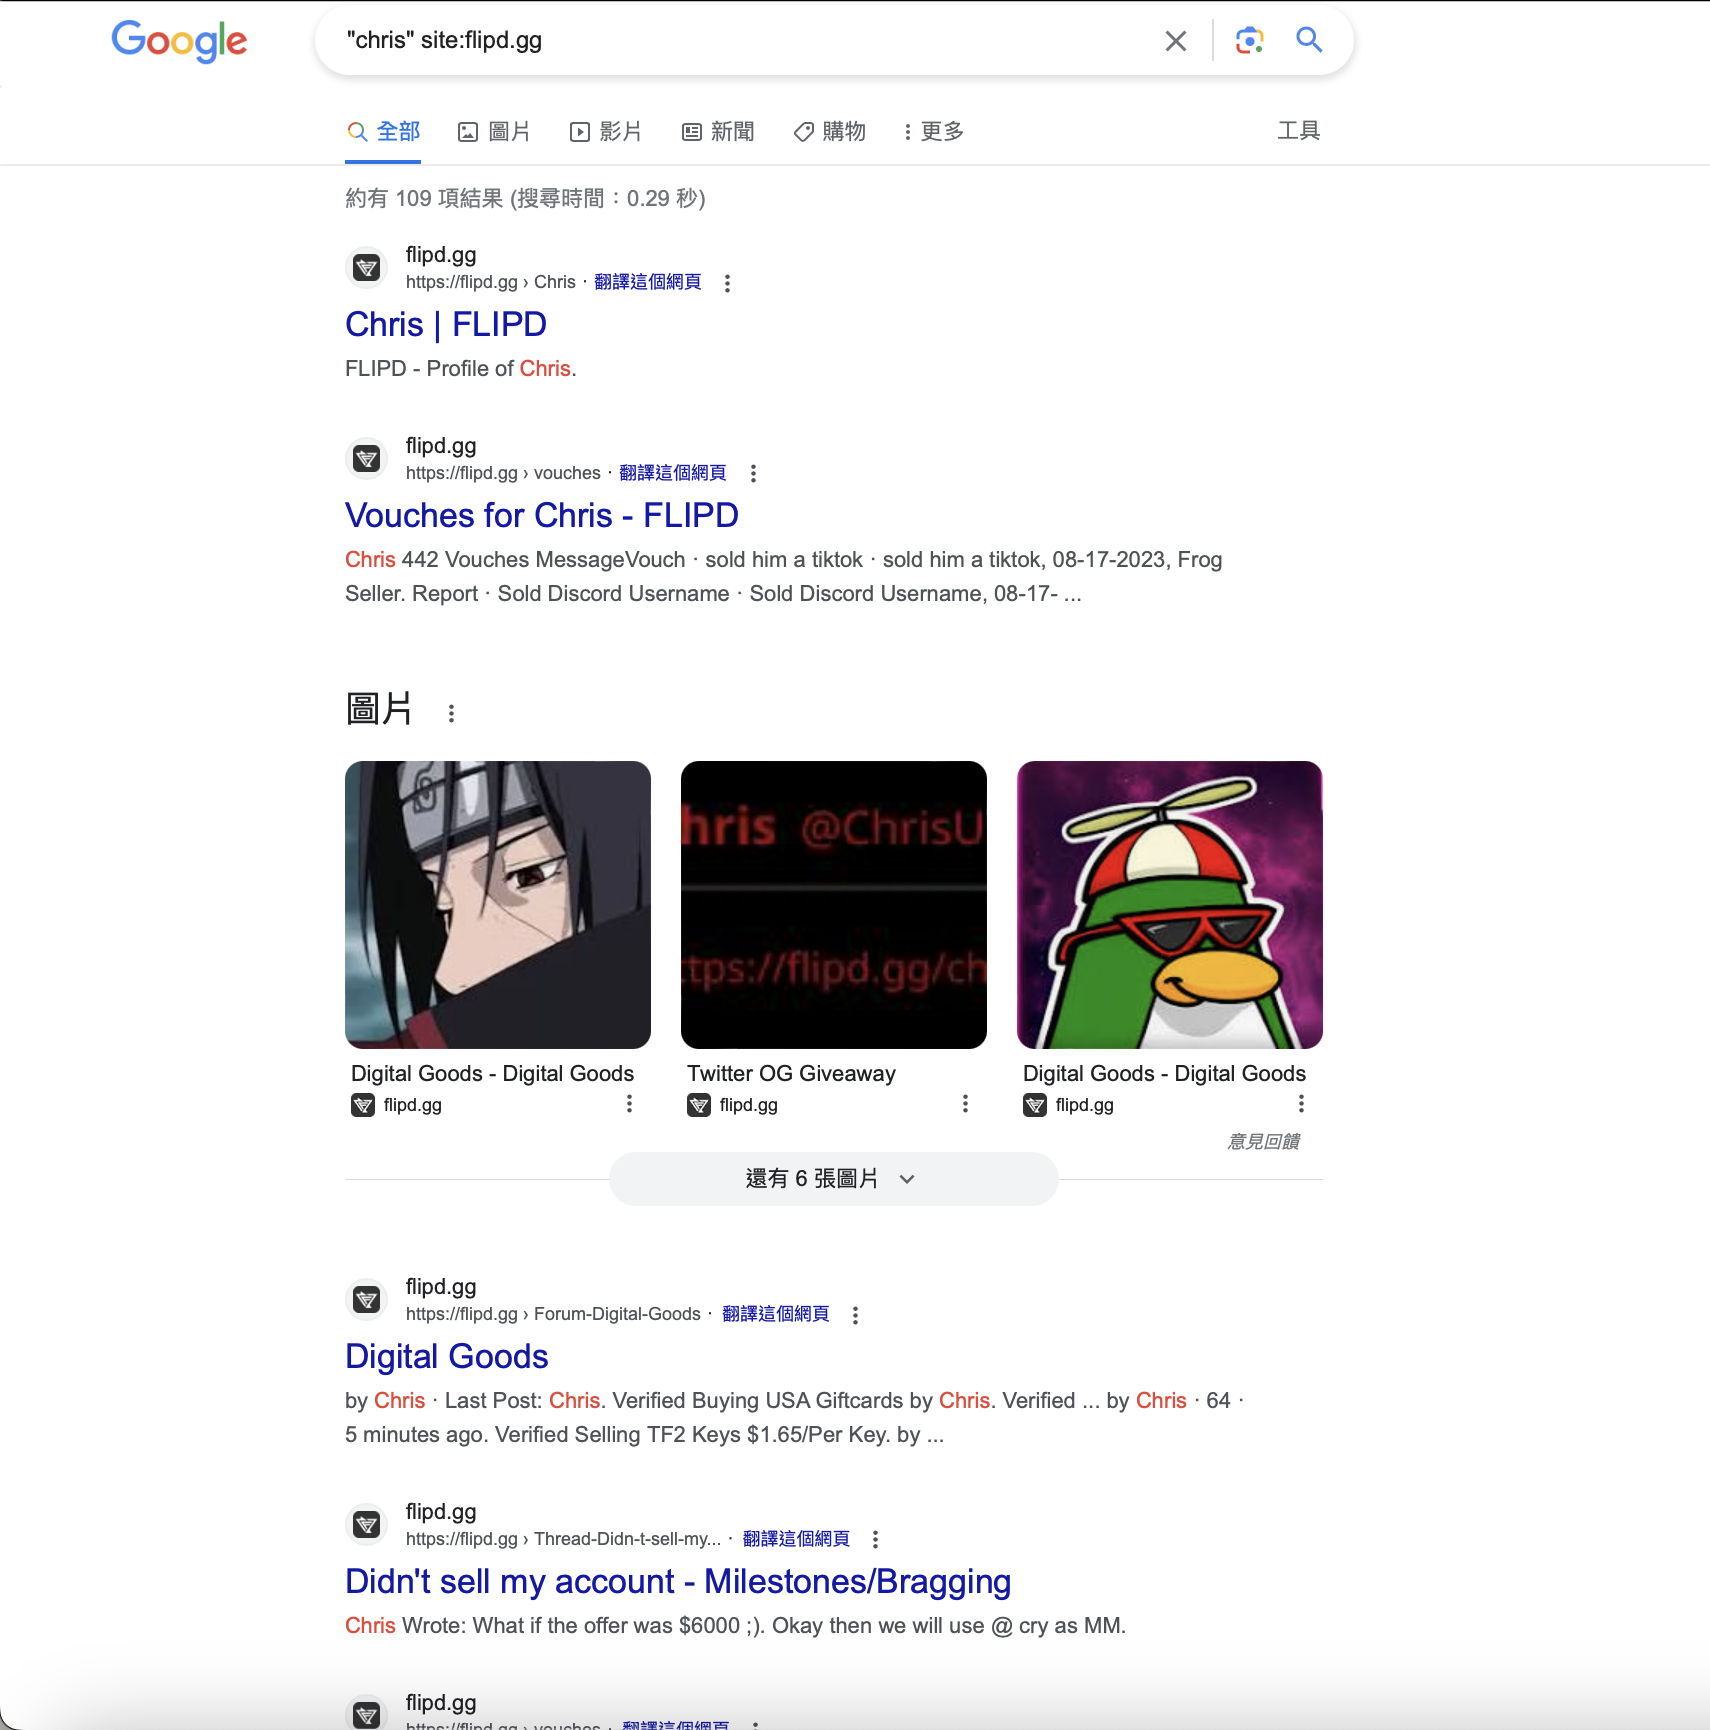 Google
"chris" site:flipd.gg
全部
圖片
影片
新聞
購物
更多
工具
約有 109 項結果 (搜尋時間：0.29 秒)
flipd.gg
https://flipd.gg › Chris · 翻譯這個網頁
Chris | FLIPD
FLIPD - Profile of Chris.
flipd.gg
https://flipd.gg › vouches · 翻譯這個網頁
Vouches for Chris - FLIPD
Chris 442 Vouches MessageVouch · sold him a tiktok · sold him a tiktok, 08-17-2023, Frog
Seller. Report · Sold Discord Username · Sold Discord Username, 08-17- ...
圖片
hris @ChrisU
tps://flipd.gg/ch
Digital Goods - Digital Goods
flipd.gg
Twitter OG Giveaway
flipd.gg
Digital Goods - Digital Goods
flipd.gg
意見回饋
還有 6 張圖片
flipd.gg
https://flipd.gg › Forum-Digital-Goods · 翻譯這個網頁
Digital Goods
by Chris · Last Post: Chris. Verified Buying USA Giftcards by Chris. Verified ... by Chris · 64 ·
5 minutes ago. Verified Selling TF2 Keys $1.65/Per Key. by ...
flipd.gg
https://flipd.gg › Thread-Didn-t-sell-my... · 翻譯這個網頁
Didn't sell my account - Milestones/Bragging
Chris Wrote: What if the offer was $6000 ;). Okay then we will use @ cry as MM.
flipd.gg
https://flipd.gg › vouches · 翻譯這個網頁